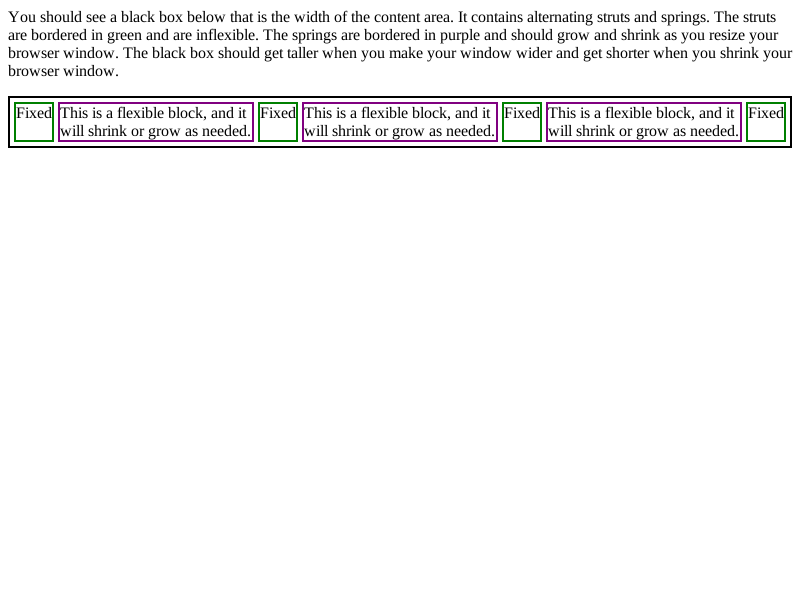 You should see a black box below that is the width of the content area. It contains alternating struts and springs. The struts
are bordered in green and are inflexible. The springs are bordered in purple and should grow and shrink as you resize your
browser window. The black box should get taller when you make your window wider and get shorter when you shrink your
browser window.
Fixed This is a flexible block, and it Fixed This is a flexible block, and it Fixed This is a flexible block, and it Fixed
will shrink or grow as needed. will shrink or grow as needed. will shrink or grow as needed.